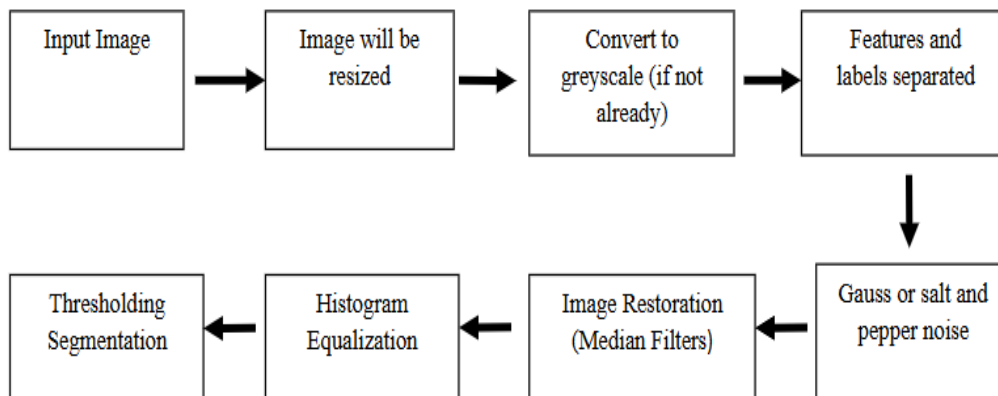 Input Image
Image will be
resized
Convert to
greyscale (if not
already)
Features and
labels separated
Gauss or salt and
pepper noise
Image Restoration
(Median Filters)
Histogram
Equalization
Thresholding
Segmentation